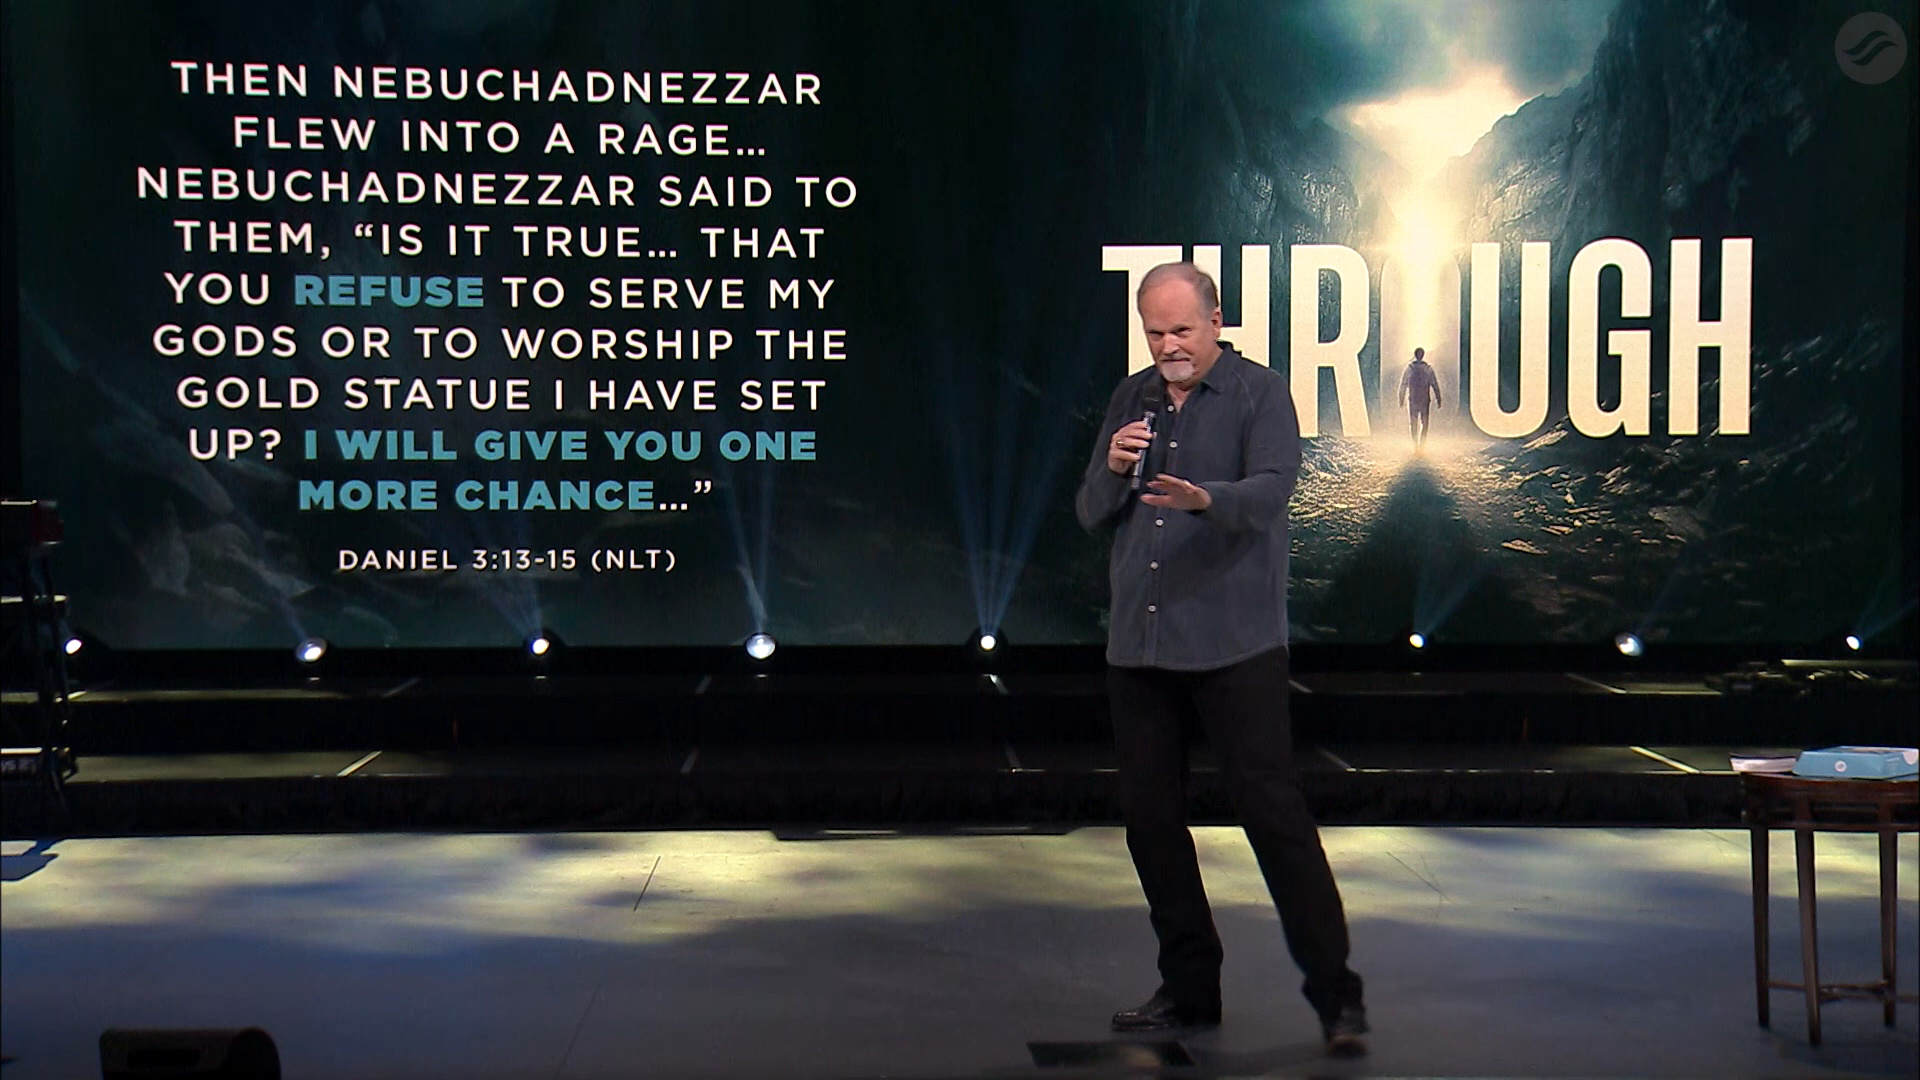 THEN NEBUCHADNEZZAR
FLEW INTO A RAGE...
NEBUCHADNEZZAR SAID TO
THEM, “IS IT TRUE... THAT
YOU REFUSE TO SERVE MY
GODS OR TO WORSHIP THE
GOLD STATUE I HAVE SET
UP? I WILL GIVE YOU ONE
MORE CHANCE...”
DANIEL 3:13-15 (NLT)
THROUGH